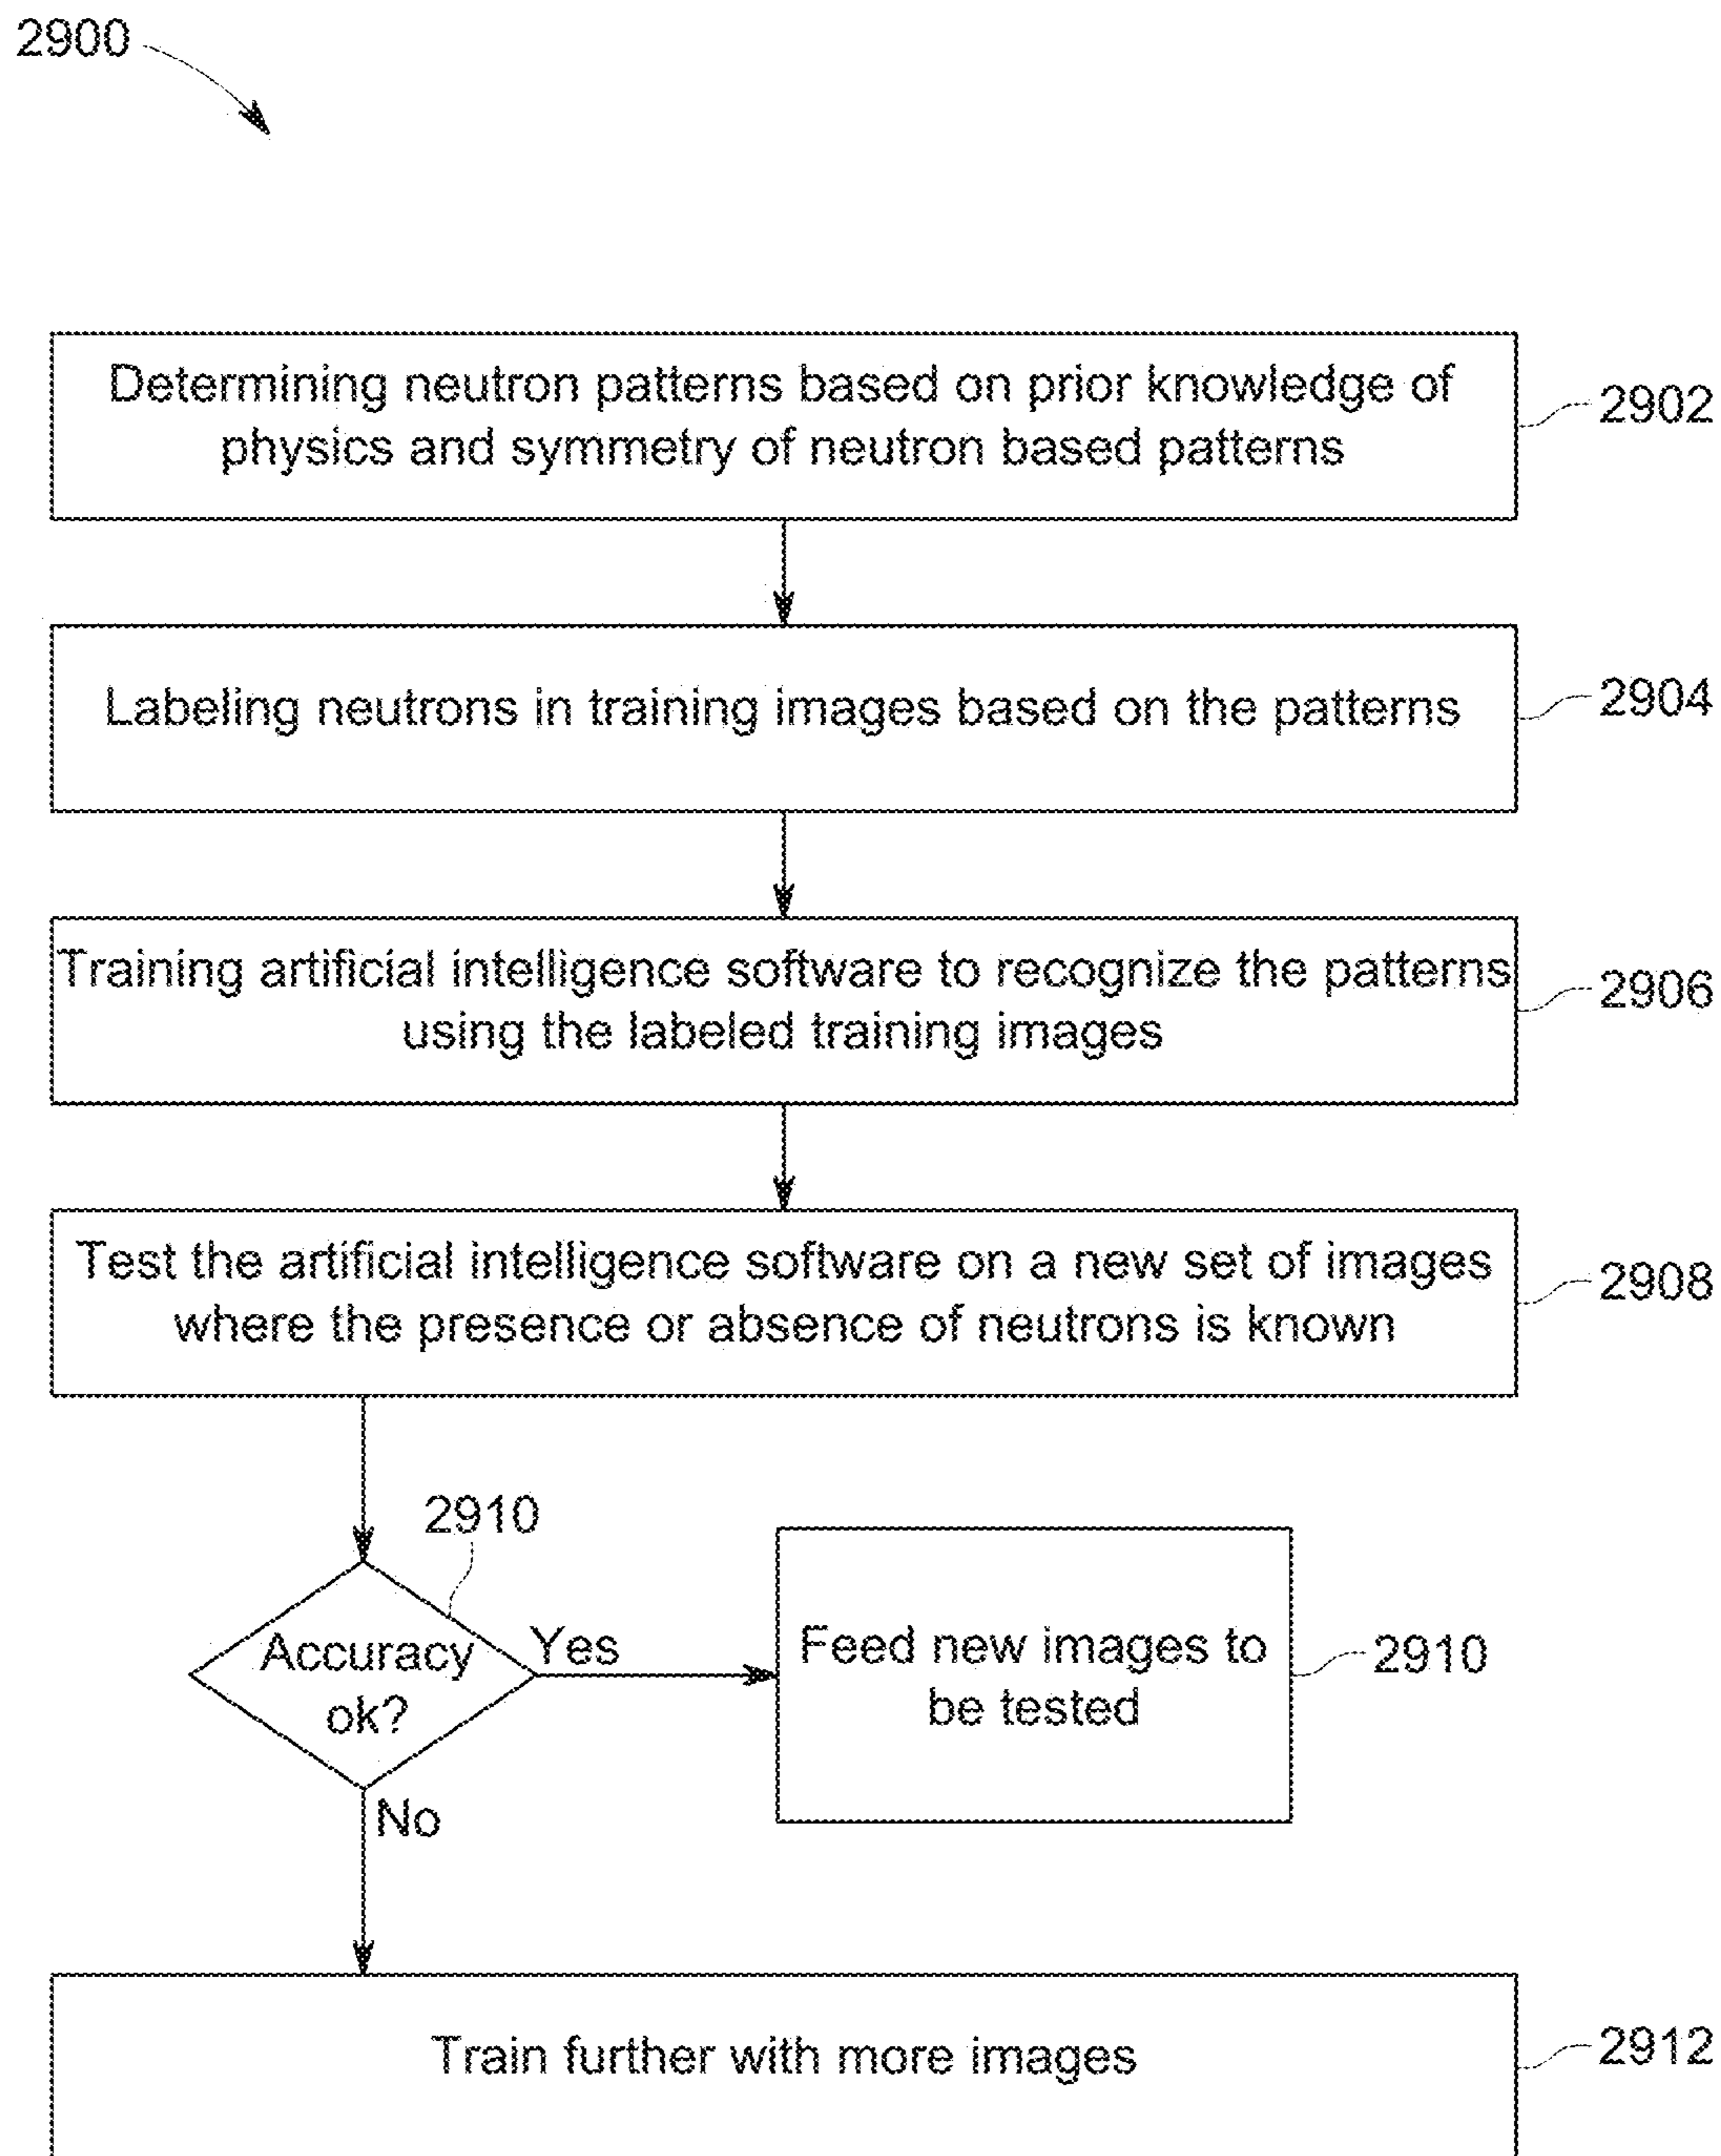 2900
Determining neutron patterns based on prior knowledge of
physics and symmetry of neutron based patterns
2902
Labeling neutrons in training images based on the patterns
2904
Training artificial intelligence software to recognize the patterns
using the labeled training images
2906
Test the artificial intelligence software on a new set of images
where the presence or absence of neutrons is known
2908
2910
Accuracy
ok?
Yes
Feed new images to
be tested
2910
No
Train further with more images
2912